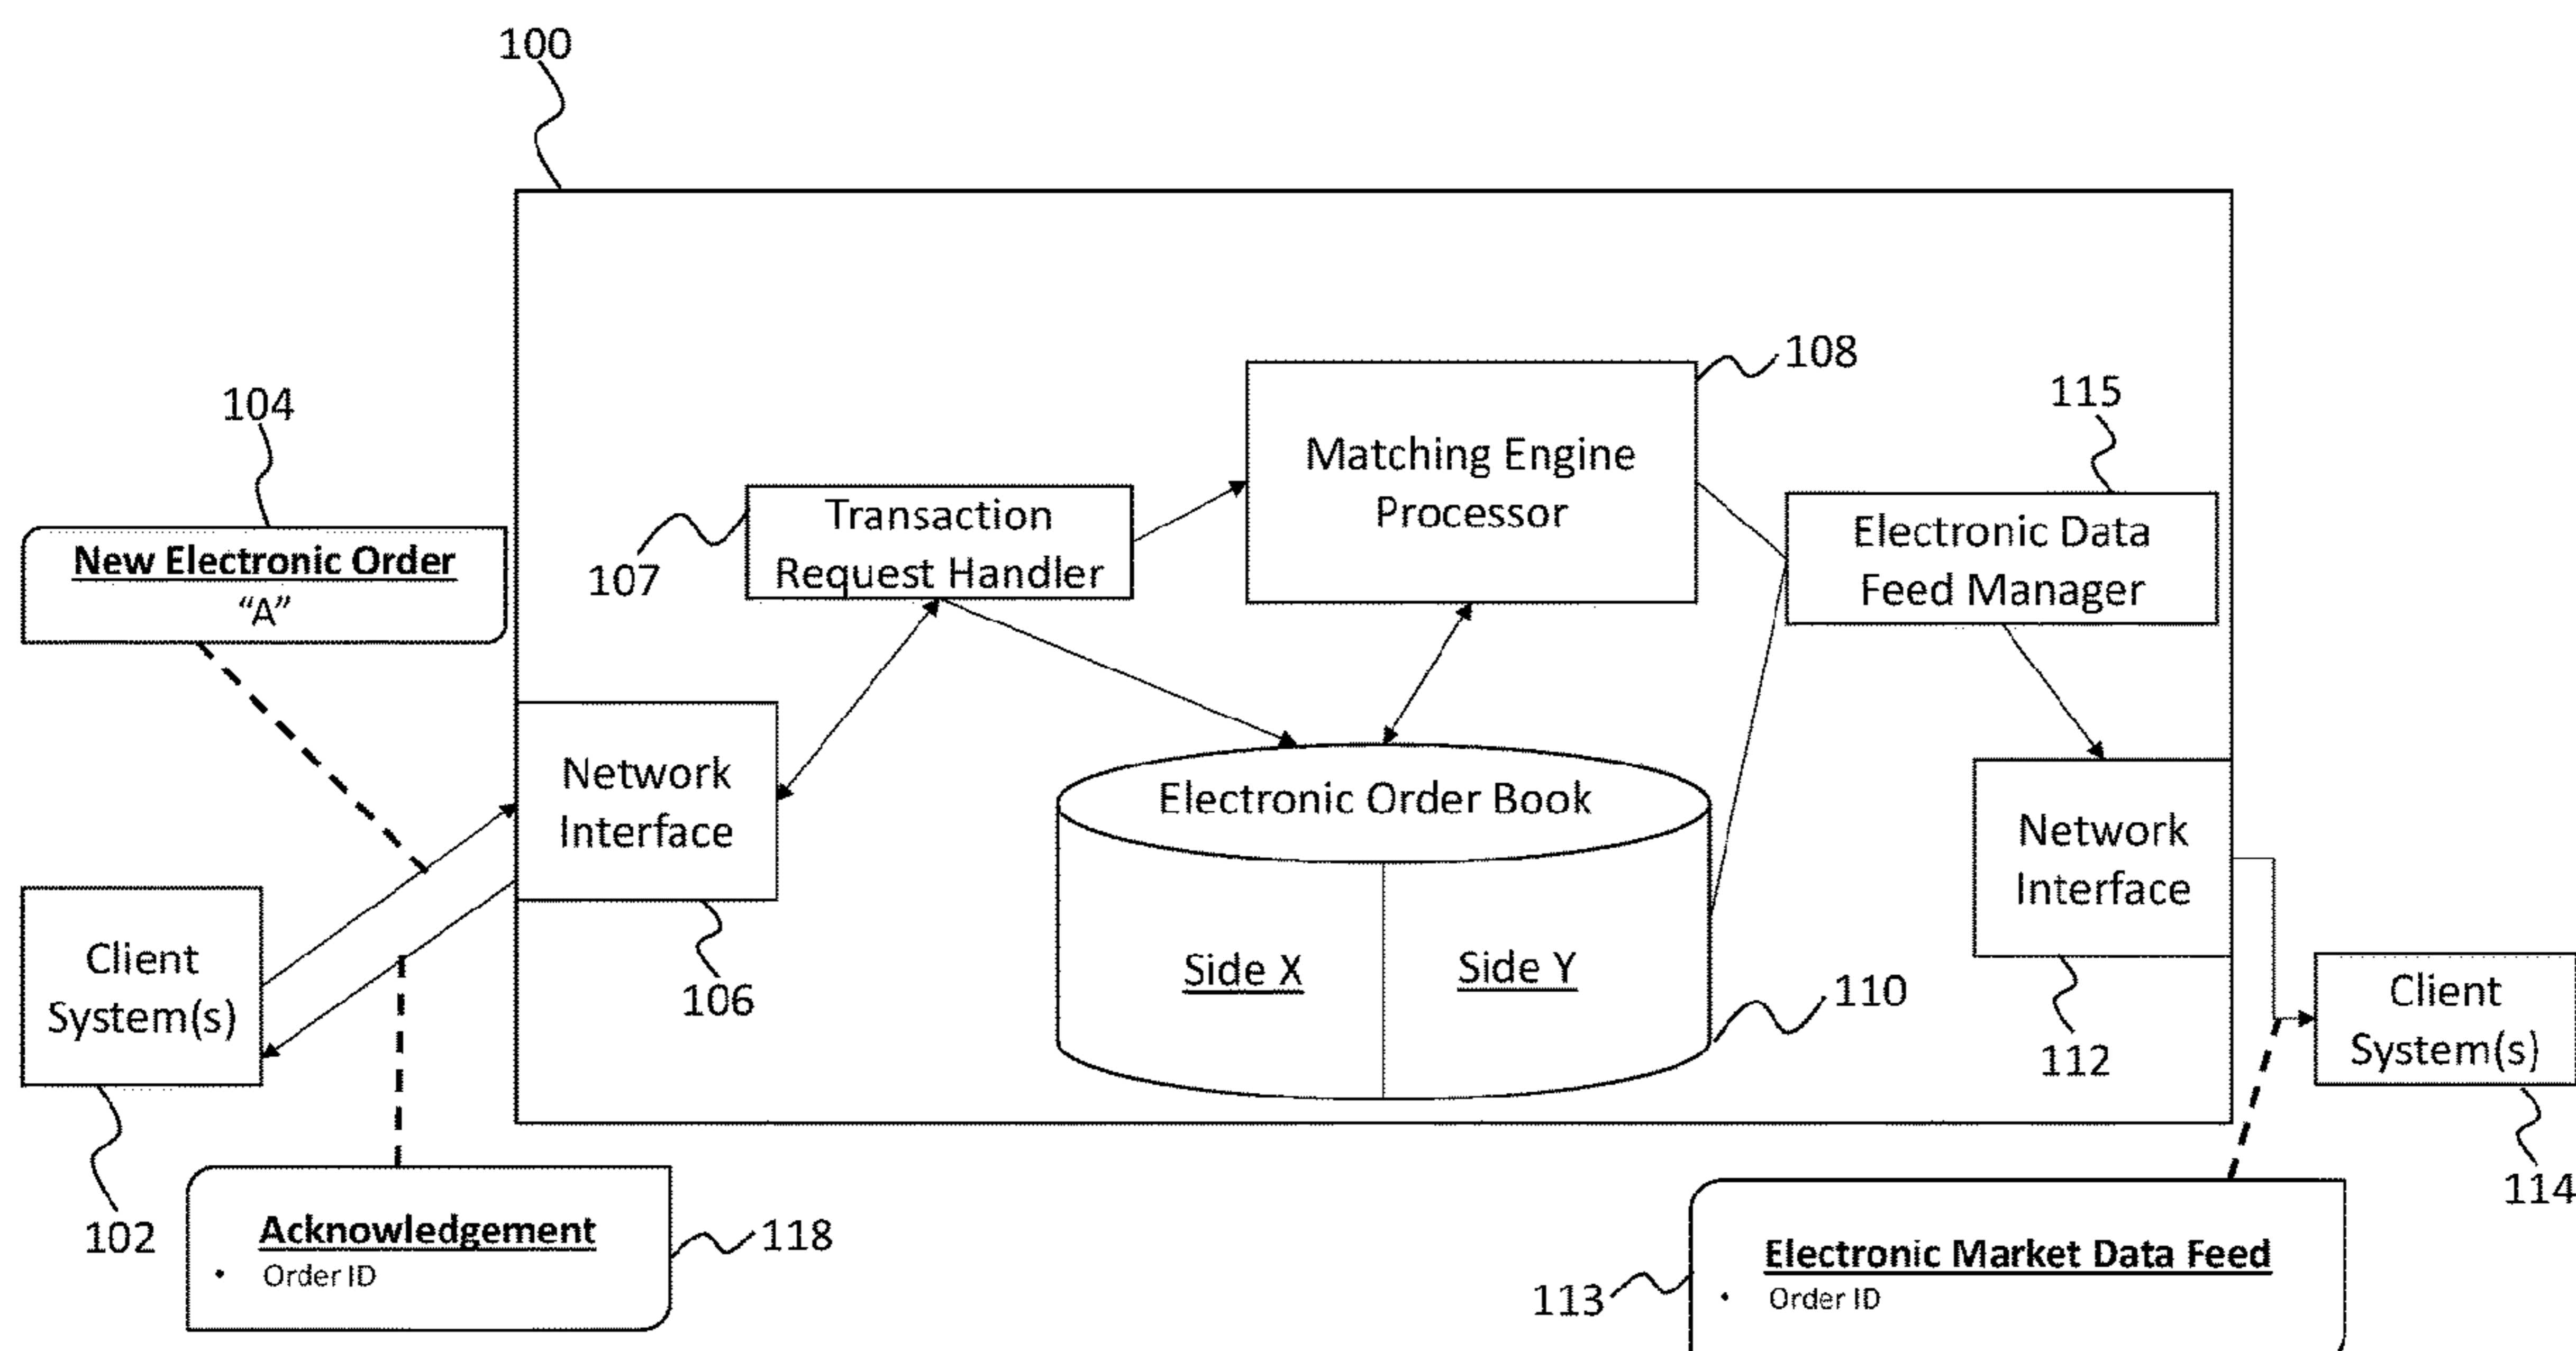 100
108
115
104
Matching Engine
Processor
Transaction
Request Handler
Electronic Data
Feed Manager
107
New Electronic Order
“A”
Network
Interface
Electronic Order Book
Network
Interface
Client
System(s)
Side X
Side Y
106
110
112
Client
System(s)
102
114
Acknowledgement
• Order ID
118
Electronic Market Data Feed
• Order ID
113